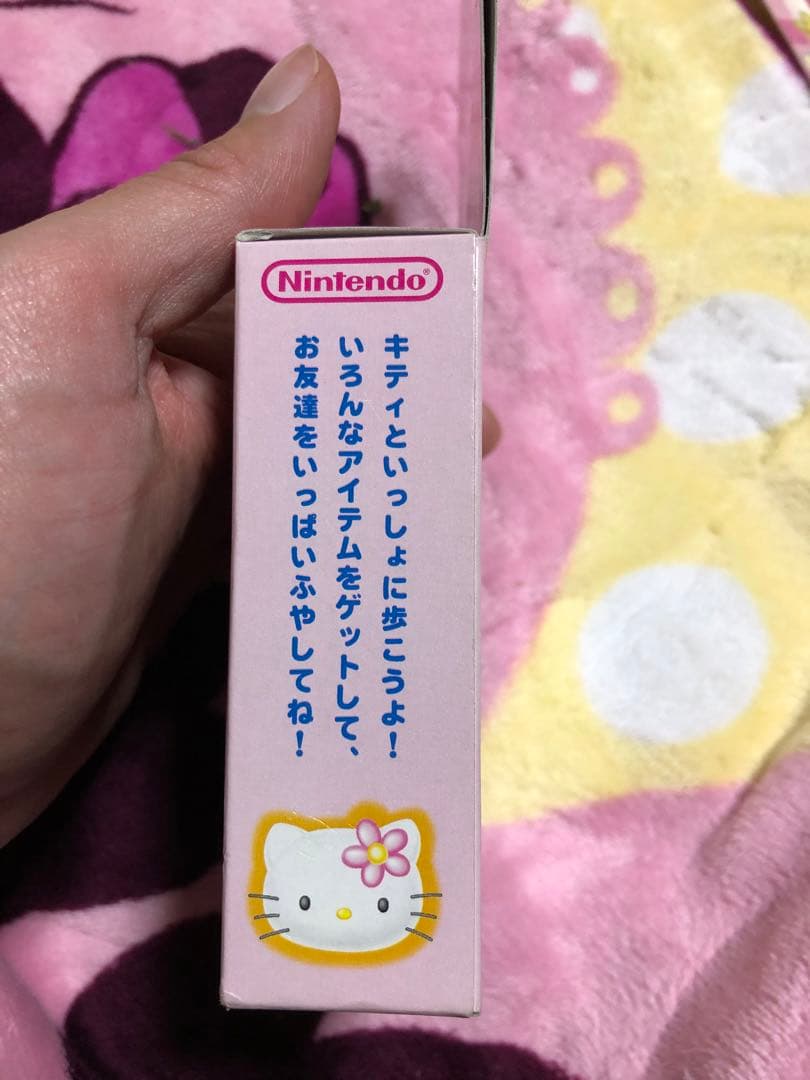 Nintendo®
キティといっしょに歩こうよ！
いろんなアイテムをゲットして、
お友達をいっぱいふやしてね！